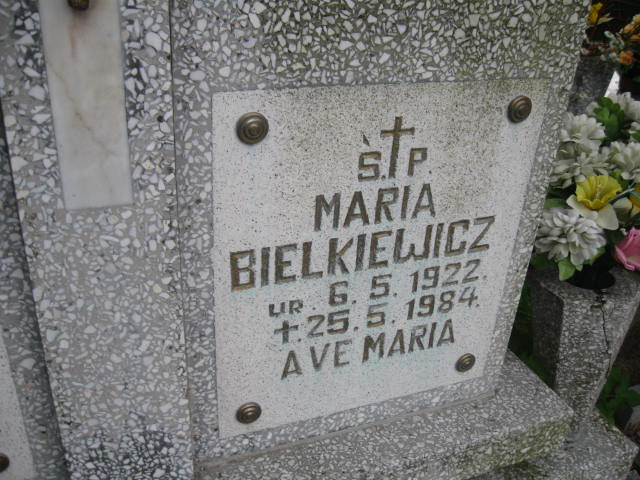 Ś.†P.
MARIA
BIELKIEWICZ
ur. 6.5.1922.
+.25.5.1984.
AVE MARIA